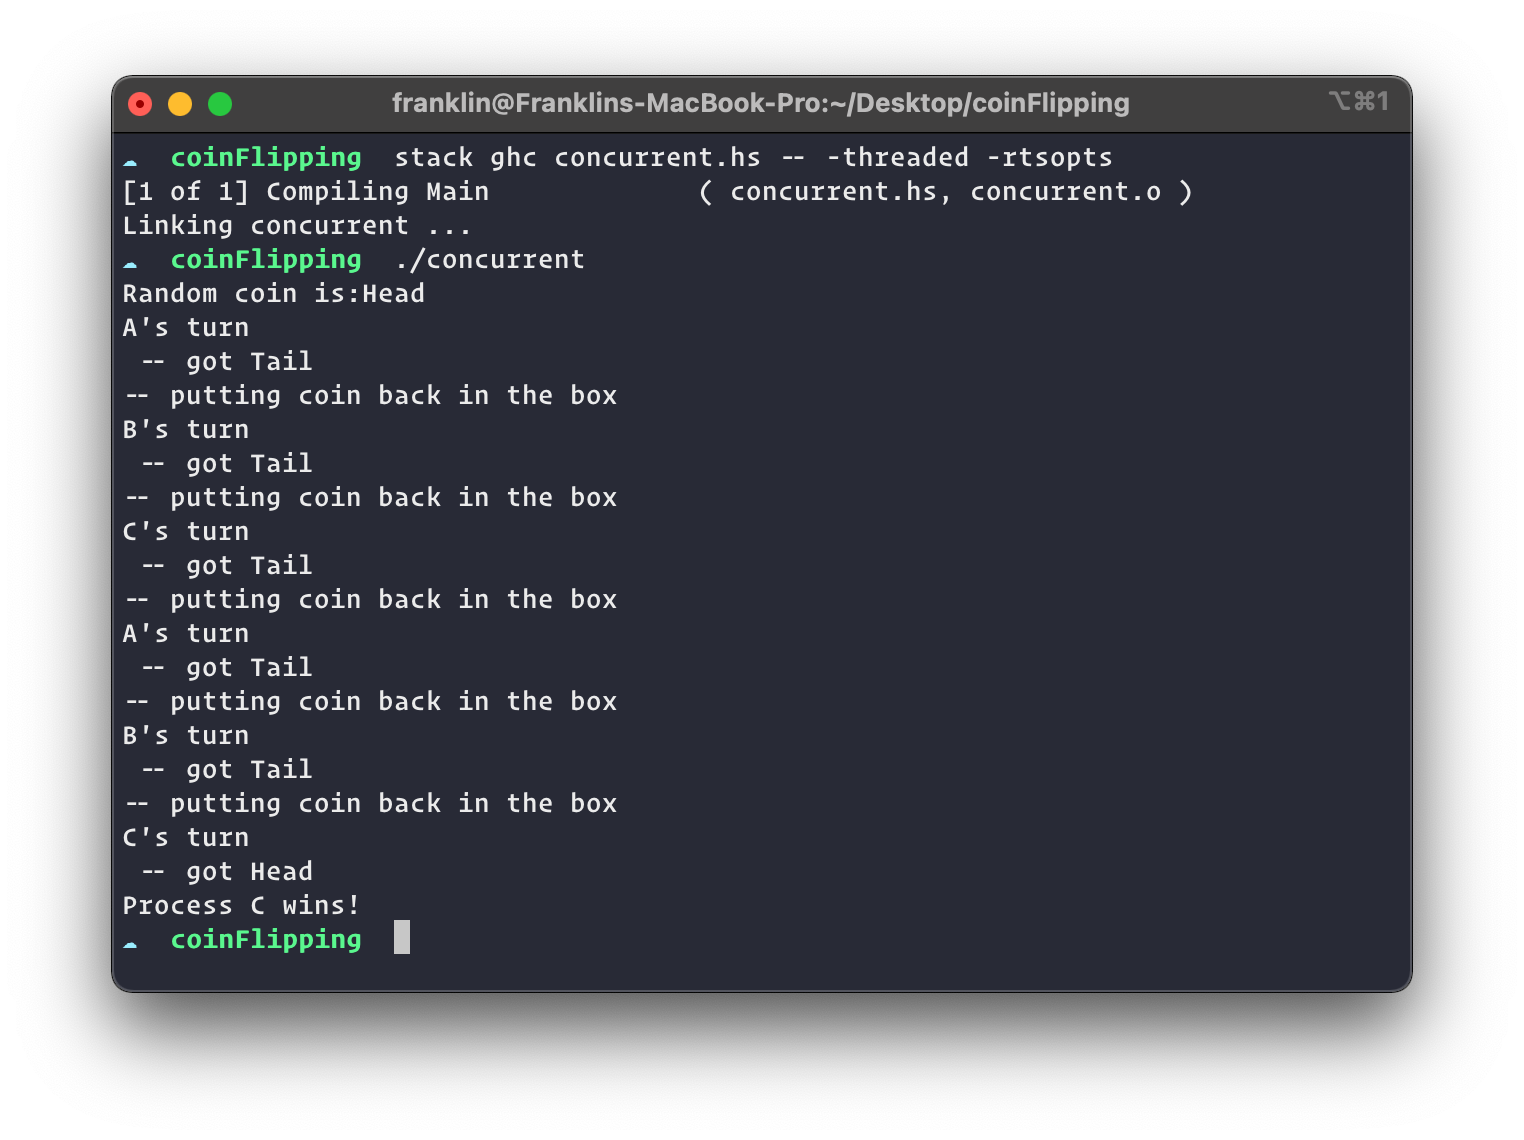 franklin@Franklins-MacBook-Pro:~/Desktop/coinFlipping ⌥⌘1
coinFlipping stack ghc concurrent.hs -- -threaded -rtsopts
[1 of 1] Compiling Main ( concurrent.hs, concurrent.o )
Linking concurrent ...
coinFlipping ./concurrent
Random coin is:Head
A's turn
-- got Tail
-- putting coin back in the box
B's turn
-- got Tail
-- putting coin back in the box
C's turn
-- got Tail
-- putting coin back in the box
A's turn
-- got Tail
-- putting coin back in the box
B's turn
-- got Tail
-- putting coin back in the box
C's turn
-- got Head
Process C wins!
coinFlipping